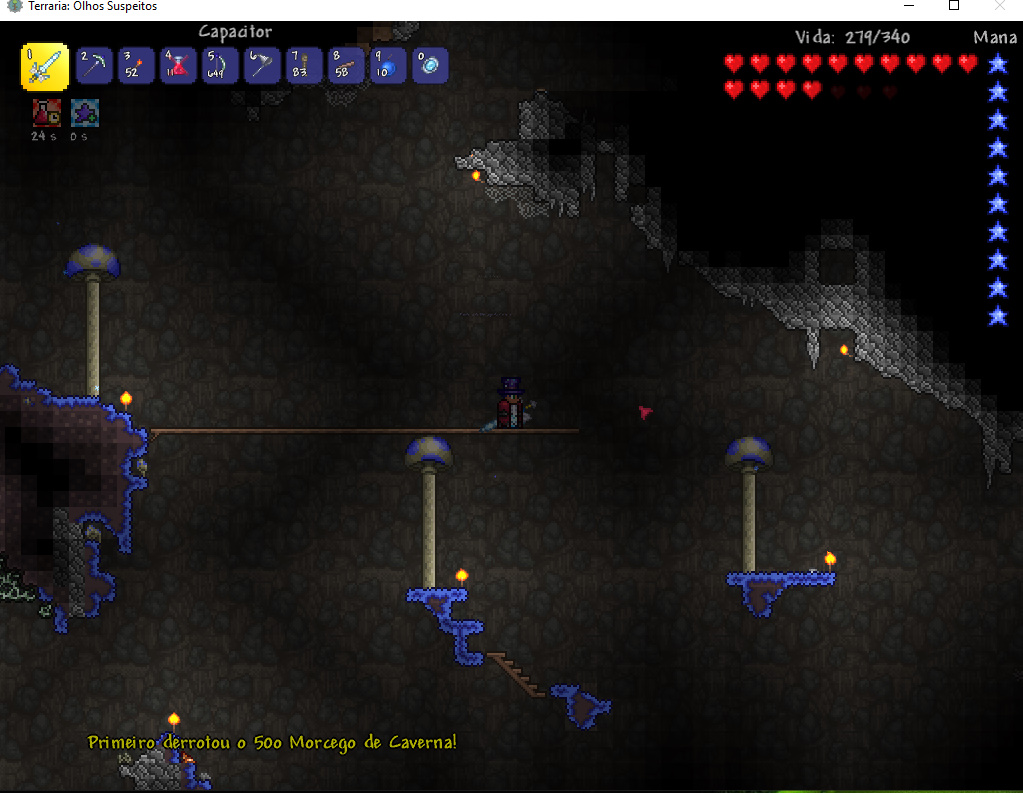 Terraria: Olhos Suspeitos
Capacitor
Vida: 279/340
Mana
1 2 3 4 5 6 7 8 9 0
52 11 649 83 58 10
24 s 0 s
Primeiro derrotou o 50o Morcego de Caverna!